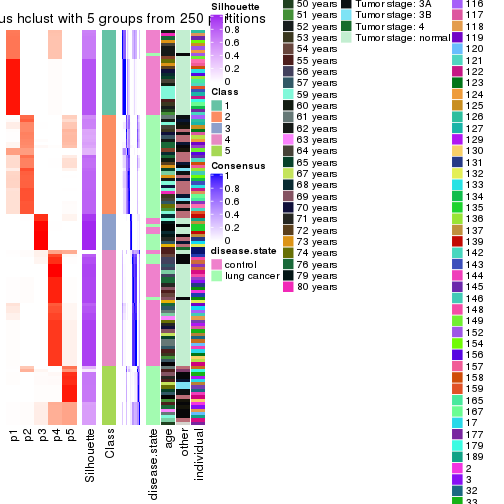 us hclust with 5 groups from 250 partitions
Silhouette
1
0.8
0.6
0.4
0.2
0
Class
1
2
3
4
5
Consensus
1
0.8
0.6
0.4
0.2
0
disease.state
control
lung cancer
50 years
51 years
52 years
53 years
54 years
55 years
56 years
57 years
59 years
60 years
61 years
62 years
63 years
64 years
65 years
67 years
68 years
69 years
70 years
71 years
72 years
73 years
74 years
76 years
79 years
80 years
Tumor stage: 3A
Tumor stage: 3B
Tumor stage: 4
Tumor stage: normal
116
117
118
119
120
121
122
123
124
125
126
127
129
130
131
132
133
134
135
136
137
139
142
143
144
145
146
148
149
152
154
156
157
158
159
165
167
17
177
179
189
2
3
32
33
p1
p2
p3
p4
p5
Silhouette
Class
disease.state
age
other
individual